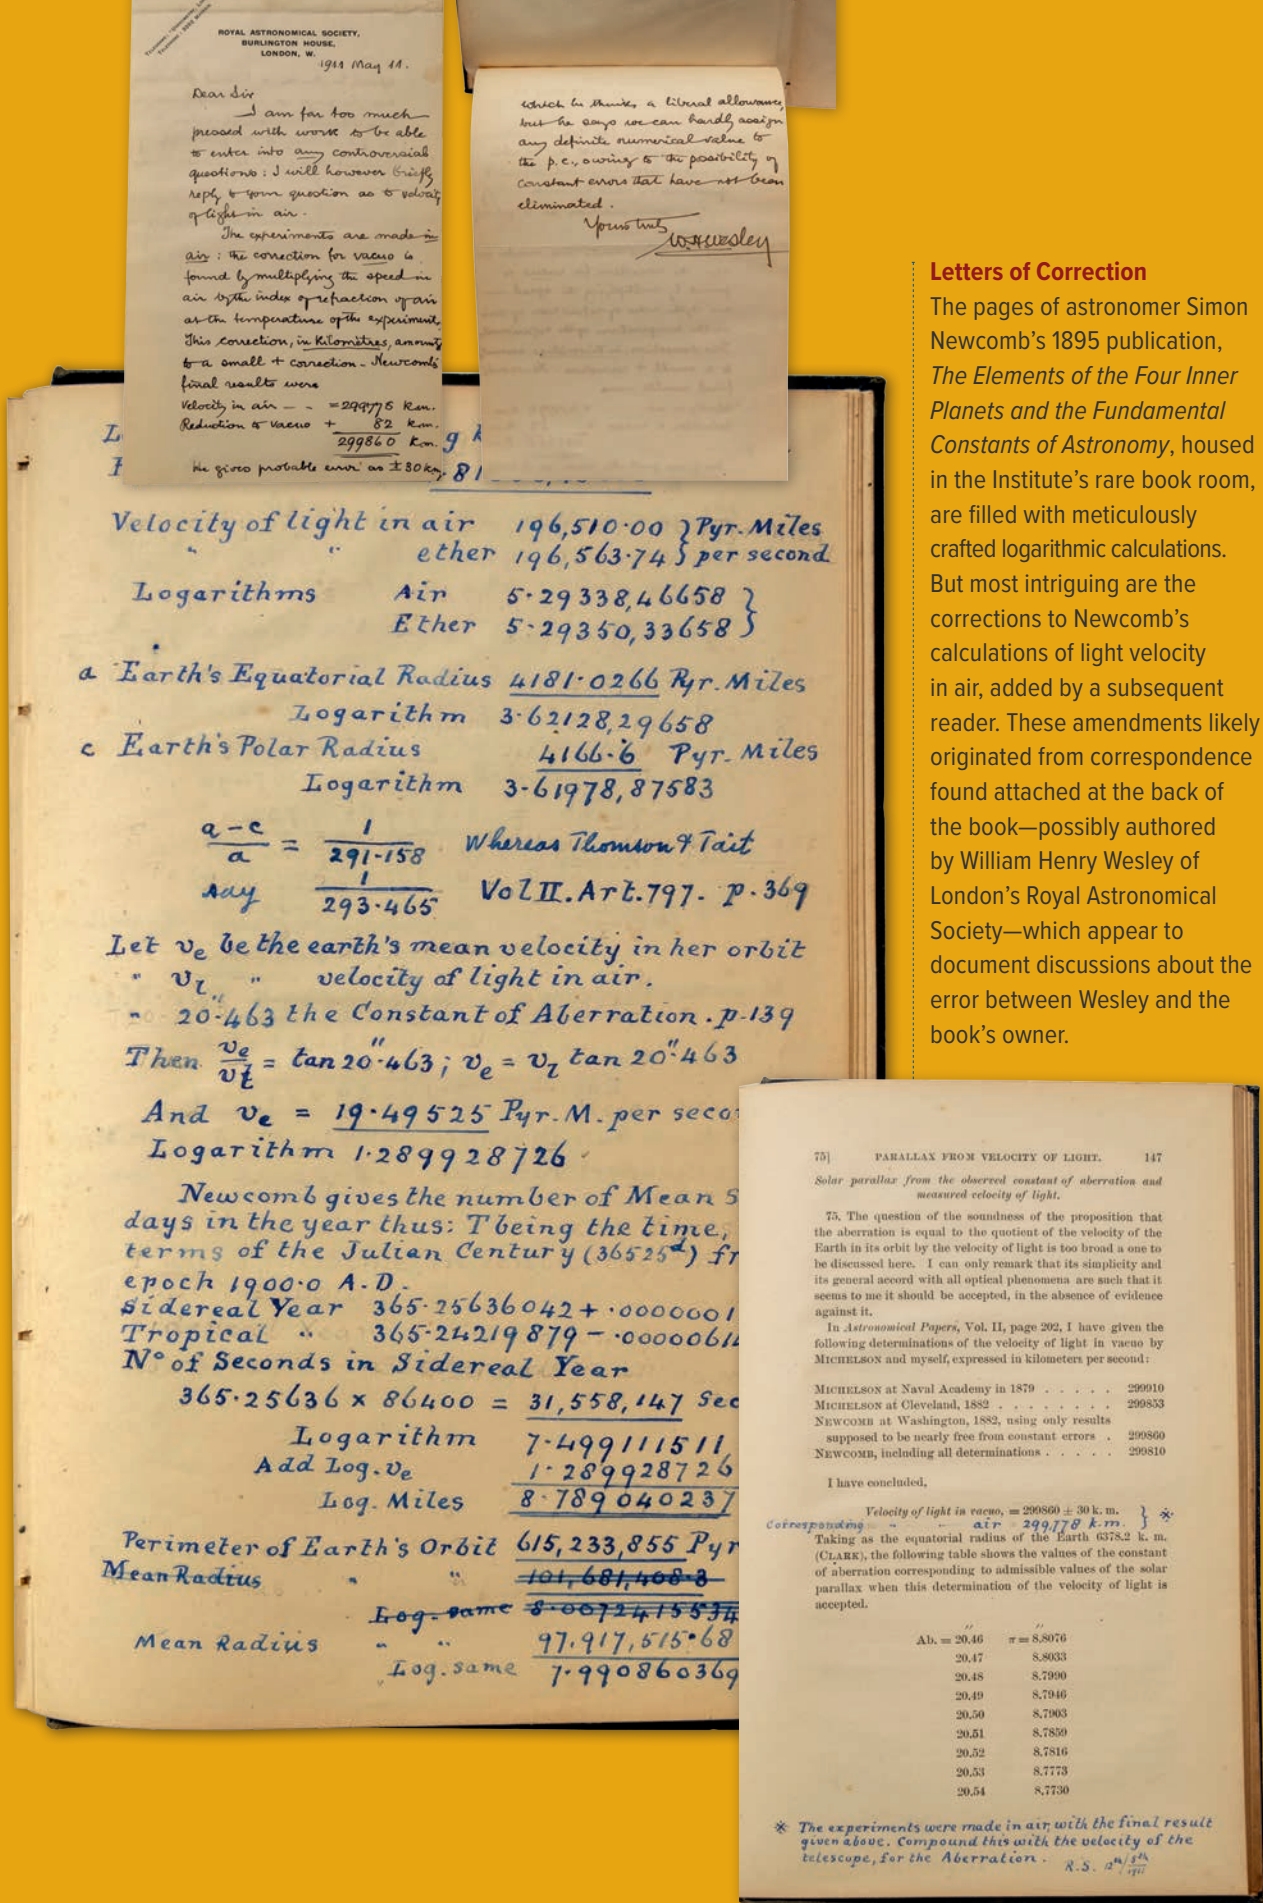 ROYAL ASTRONOMICAL SOCIETY,
BURLINGTON HOUSE,
LONDON, W.
1911 May 11.
Dear Sir
I am far too much
pressed with work to be able
to enter into any controversial
questions : I will however briefly
reply to your question as to velocity
of light in air.
The experiments are made in
air : the correction for vacuo is
found by multiplying the speed in
air by the index of refraction of air
at the temperature of the experiment.
This correction, in Kilometres, amounts
to a small + correction - Newcomb's
final results were
Velocity in air — - = 299778 Km.
Reduction to vacuo + 82 Km.
299860 Km.
He gives probable error as ± 30 Km,
which he thinks a liberal allowance,
but he says we can hardly assign
any definite numerical value to
the p.e., owing to the possibility of
constant errors that have not been
eliminated.
Yours truly
W.H.Wesley
Letters of Correction
The pages of astronomer Simon
Newcomb's 1895 publication,
The Elements of the Four Inner
Planets and the Fundamental
Constants of Astronomy, housed
in the Institute's rare book room,
are filled with meticulously
crafted logarithmic calculations.
But most intriguing are the
corrections to Newcomb's
calculations of light velocity
in air, added by a subsequent
reader. These amendments likely
originated from correspondence
found attached at the back of
the book—possibly authored
by William Henry Wesley of
London's Royal Astronomical
Society—which appear to
document discussions about the
error between Wesley and the
book's owner.
Velocity of light in air 196,510·00 } Pyr. Miles
" " ether 196,563·74 } per second
Logarithms Air 5·29338,46658 }
Ether 5·29350,33658 }
a Earth's Equatorial Radius 4181·0266 Pyr. Miles
Logarithm 3·62128,29658
c Earth's Polar Radius 4166·6 Pyr. Miles
Logarithm 3·61978,87583
a-c / a = 1 / 291·158 Whereas Thomson & Tait
say 1 / 293·465 Vol II. Art. 797. p. 369
Let ve be the earth's mean velocity in her orbit
" vl " velocity of light in air.
" 20"·463 the Constant of Aberration. p.139
Then ve / vl = tan 20"·463 ; ve = vl tan 20"·463
And ve = 19·49525 Pyr. M. per seco
Logarithm 1·289928726
Newcomb gives the number of Mean S
days in the year thus: T being the time,
terms of the Julian Century (36525d) fr
epoch 1900·0 A.D.
Sidereal Year 365·25636042 + ·0000001
Tropical " 365·24219879 - ·00000614
No of Seconds in Sidereal Year
365·25636 x 86400 = 31,558,147 Sec
Logarithm 7·499111511
Add Log. ve 1·289928726
Log. Miles 8·789040237
Perimeter of Earth's Orbit 615,233,855 Pyr
Mean Radius " " 101,681,408·3
Log. same 8·0072415534
Mean Radius " " 97,917,515·68
Log. same 7·990860369
75] PARALLAX FROM VELOCITY OF LIGHT. 147
Solar parallax from the observed constant of aberration and
measured velocity of light.
75. The question of the soundness of the proposition that
the aberration is equal to the quotient of the velocity of the
Earth in its orbit by the velocity of light is too broad a one to
be discussed here. I can only remark that its simplicity and
its general accord with all optical phenomena are such that it
seems to me it should be accepted, in the absence of evidence
against it.
In Astronomical Papers, Vol. II, page 202, I have given the
following determinations of the velocity of light in vacuo by
MICHELSON and myself, expressed in kilometers per second:
MICHELSON at Naval Academy in 1879 . . . . . 299910
MICHELSON at Cleveland, 1882 . . . . . . . . 299853
NEWCOMB at Washington, 1882, using only results
supposed to be nearly free from constant errors . 299860
NEWCOMB, including all determinations . . . . . 299810
I have concluded,
Velocity of light in vacuo, = 299860 ± 30 k. m. } ※
Corresponding " " air 299,778 k.m.
Taking as the equatorial radius of the Earth 6378.2 k. m.
(CLARK), the following table shows the values of the constant
of aberration corresponding to admissible values of the solar
parallax when this determination of the velocity of light is
accepted.
Ab. = 20.46 π = 8.8076
20.47 8.8033
20.48 8.7990
20.49 8.7946
20.50 8.7903
20.51 8.7859
20.52 8.7816
20.53 8.7773
20.54 8.7730
※ The experiments were made in air, with the final result
given above. Compound this with the velocity of the
telescope, for the Aberration. R.S. 12th/5th 1911